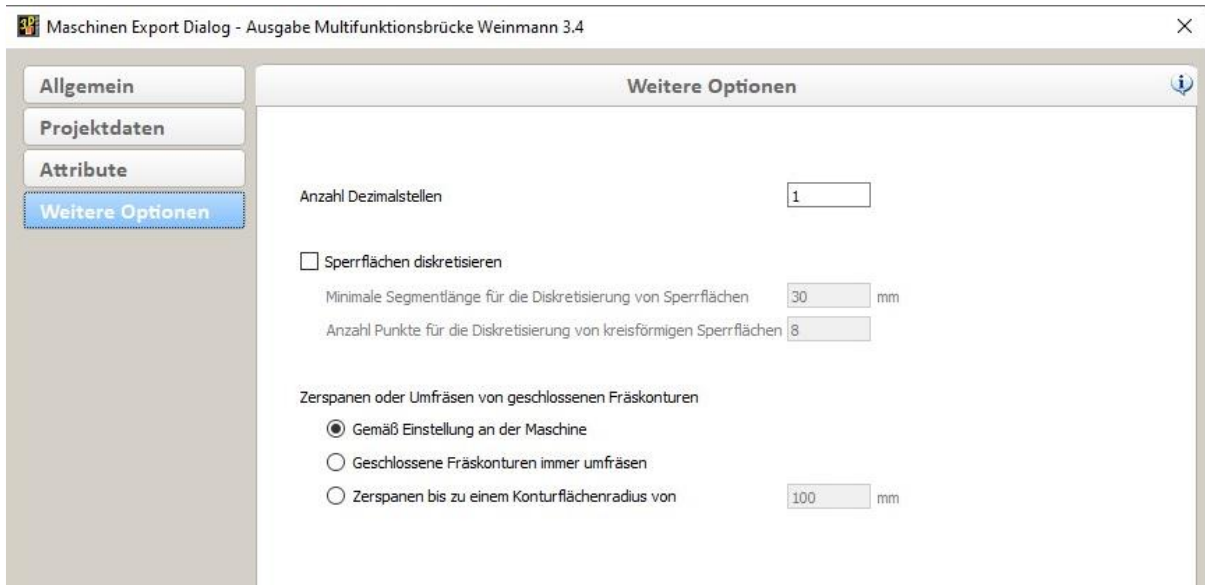 Maschinen Export Dialog - Ausgabe Multifunktionsbrücke Weinmann 3.4
Allgemein
Projektdaten
Attribute
Weitere Optionen
Weitere Optionen
Anzahl Dezimalstellen 1
Sperrflächen diskretisieren
Minimale Segmentlänge für die Diskretisierung von Sperrflächen 30 mm
Anzahl Punkte für die Diskretisierung von kreisförmigen Sperrflächen 8
Zerspanen oder Umfräsen von geschlossenen Fräskonturen
Gemäß Einstellung an der Maschine
Geschlossene Fräskonturen immer umfräsen
Zerspanen bis zu einem Konturflächenradius von 100 mm